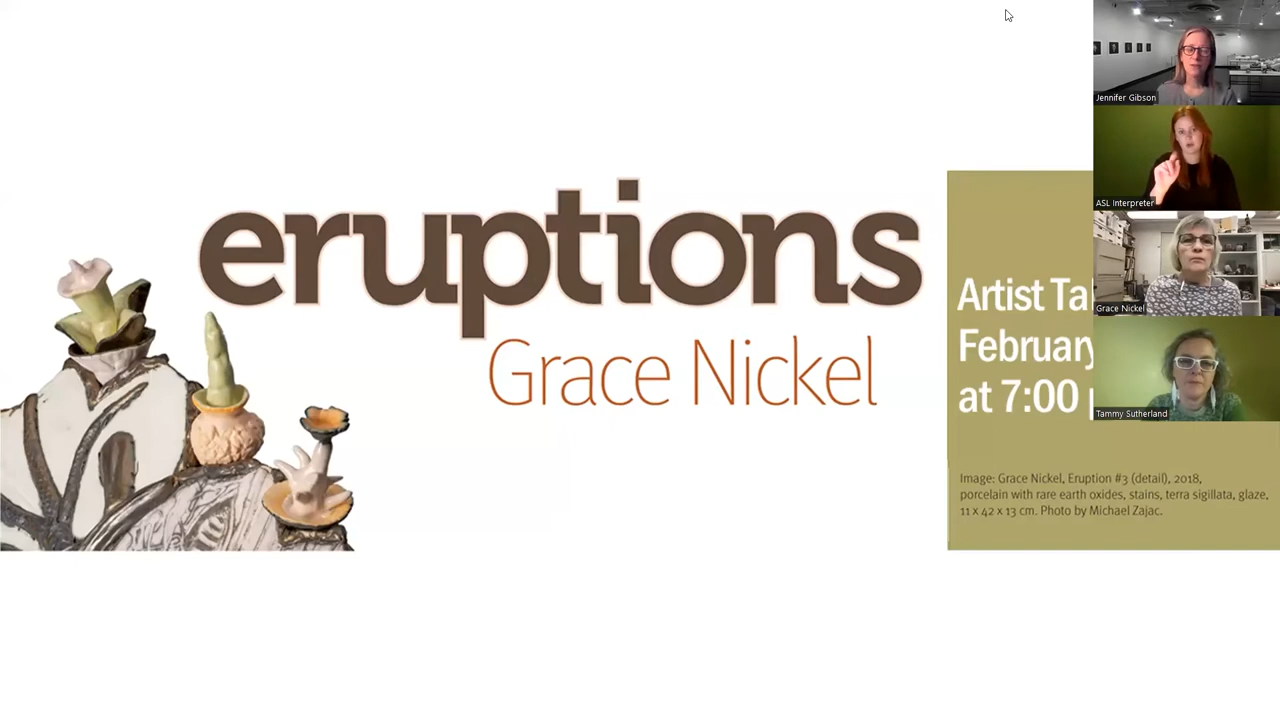 eruptions
Grace Nickel
Artist Ta
February
at 7:00
Image: Grace Nickel, Eruption #3 (detail), 2018,
porcelain with rare earth oxides, stains, terra sigillata, glaze,
11 x 42 x 13 cm. Photo by Michael Zajac.
Jennifer Gibson
ASL Interpreter
Grace Nickel
Tammy Sutherland